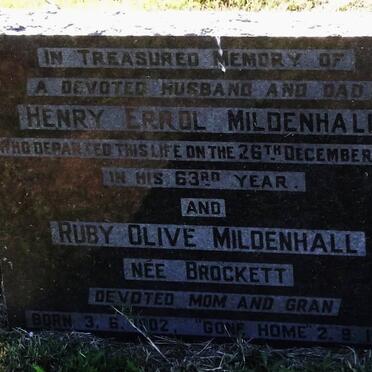 IN TREASURED MEMORY OF
A DEVOTED HUSBAND AND DAD
HENRY ERROL MILDENHALL
WHO DEPARTED THIS LIFE ON THE 26TH DECEMBER
IN HIS 63RD YEAR.
AND
RUBY OLIVE MILDENHALL
NÉE BROCKETT
DEVOTED MOM AND GRAN
BORN 3. 6. "GONE HOME" 2. 9.